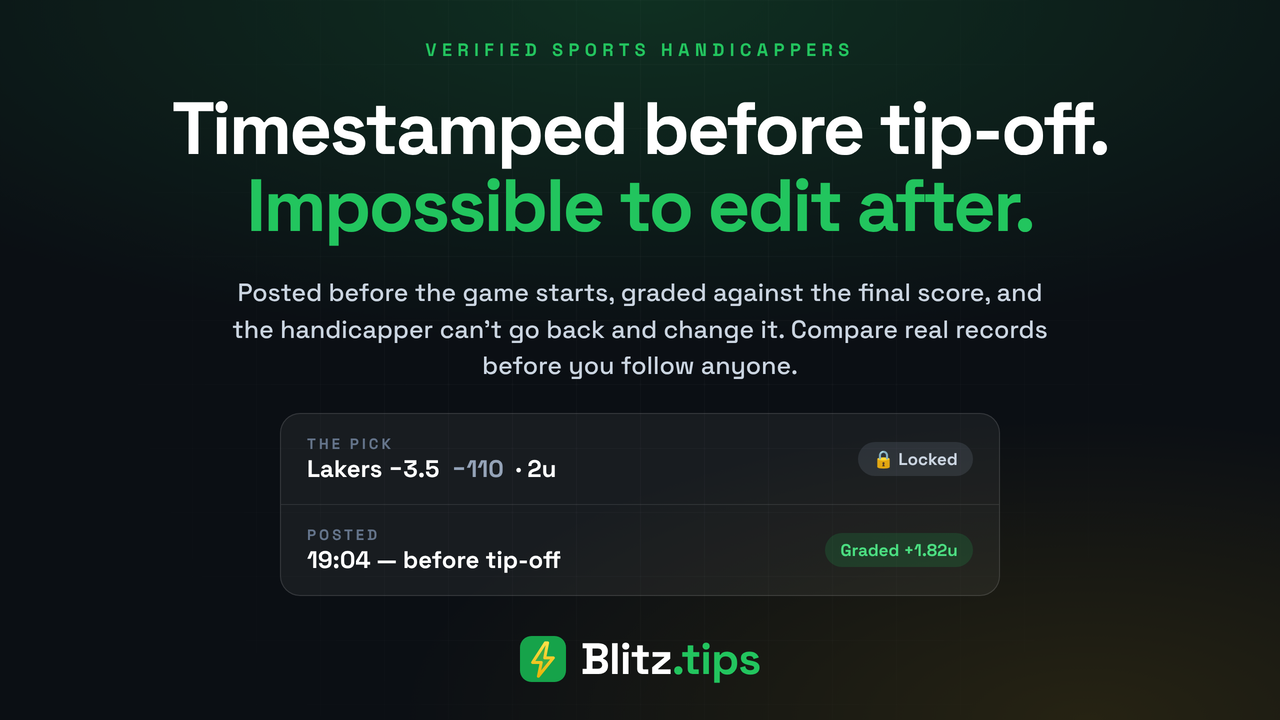 VERIFIED SPORTS HANDICAPPERS
Timestamped before tip-off.
Impossible to edit after.
Posted before the game starts, graded against the final score, and
the handicapper can’t go back and change it. Compare real records
before you follow anyone.
THE PICK
Lakers −3.5 −110 · 2u
🔒 Locked
POSTED
19:04 — before tip-off
Graded +1.82u
Blitz.tips